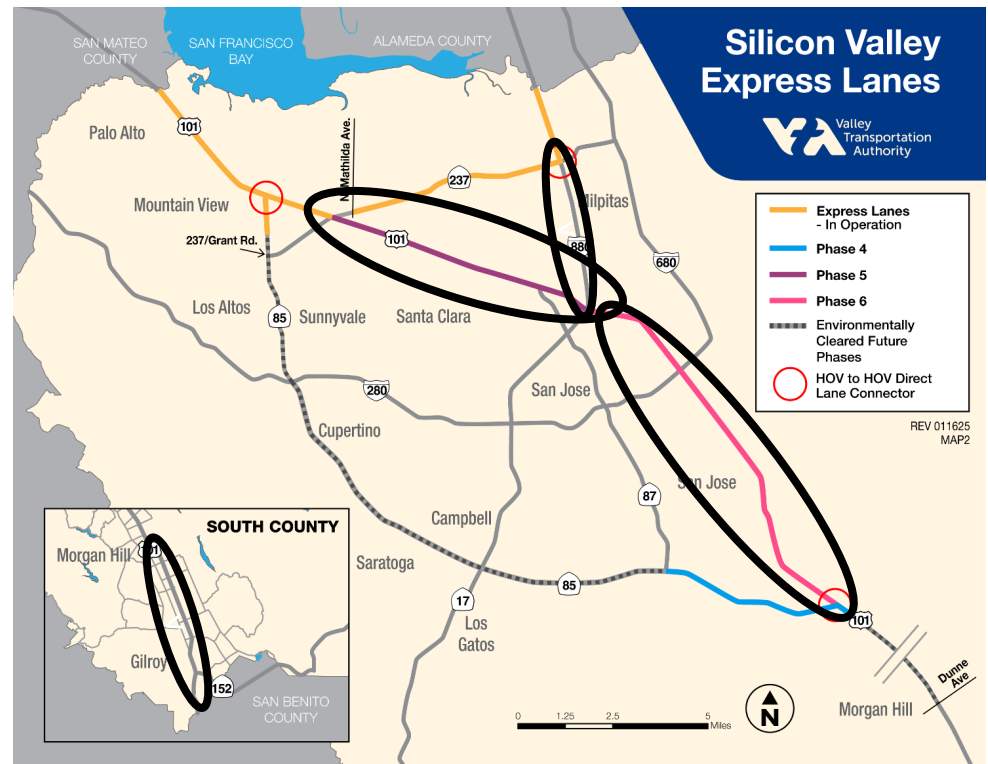 SAN MATEO
COUNTY
SAN FRANCISCO
BAY
ALAMEDA COUNTY
Silicon Valley
Express Lanes
VTA
Valley
Transportation
Authority
Palo Alto
101
N. Mathilda Ave.
237
Mountain View
Milpitas
237/Grant Rd.
101
880
680
Los Altos
85
Sunnyvale
Santa Clara
Express Lanes
- In Operation
Phase 4
Phase 5
Phase 6
Environmentally
Cleared Future
Phases
HOV to HOV Direct
Lane Connector
REV 011625
MAP2
280
San Jose
Cupertino
San Jose
87
Campbell
Saratoga
85
17
Los
Gatos
101
Dunne
Ave
Morgan Hill
SOUTH COUNTY
Morgan Hill
101
Gilroy
152
SAN BENITO
COUNTY
0 1.25 2.5 5
Miles
N